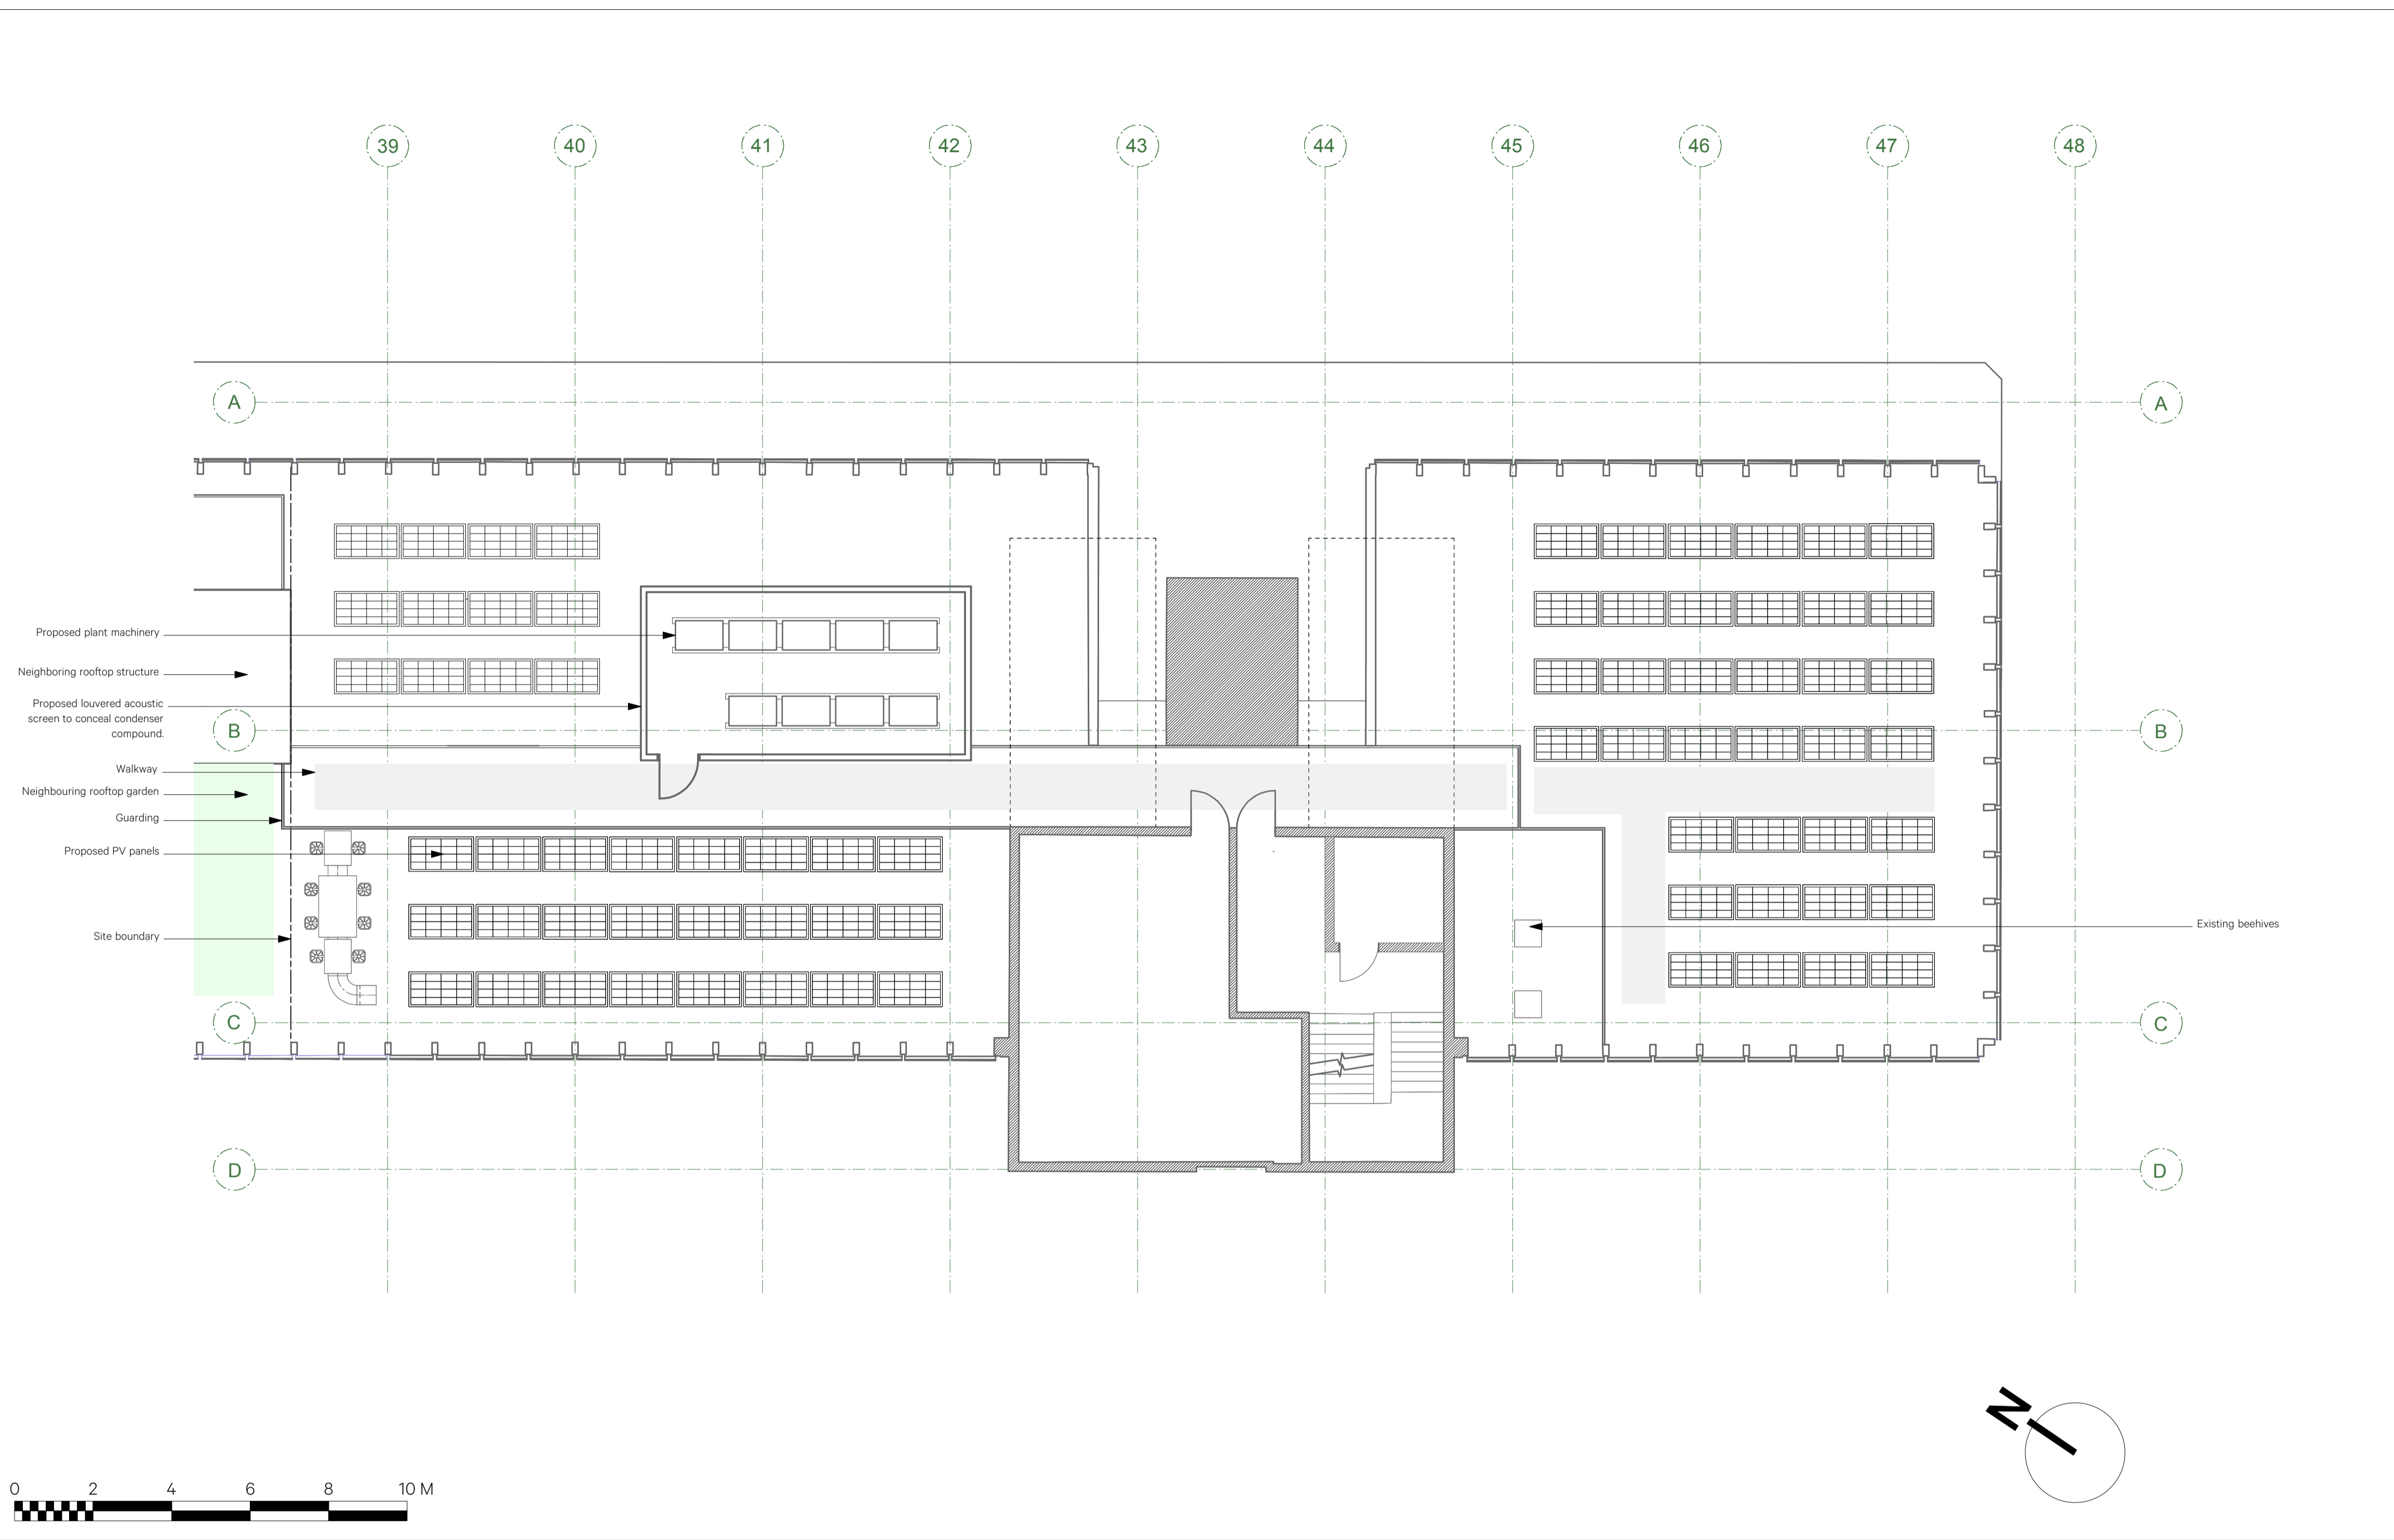 39 40 41 42 43 44 45 46 47 48
A A
Proposed plant machinery
Neighboring rooftop structure
Proposed louvered acoustic
screen to conceal condenser
compound.
B B
Walkway
Neighbouring rooftop garden
Guarding
Proposed PV panels
Existing beehives
Site boundary
C C
D D
N
0 2 4 6 8 10 M